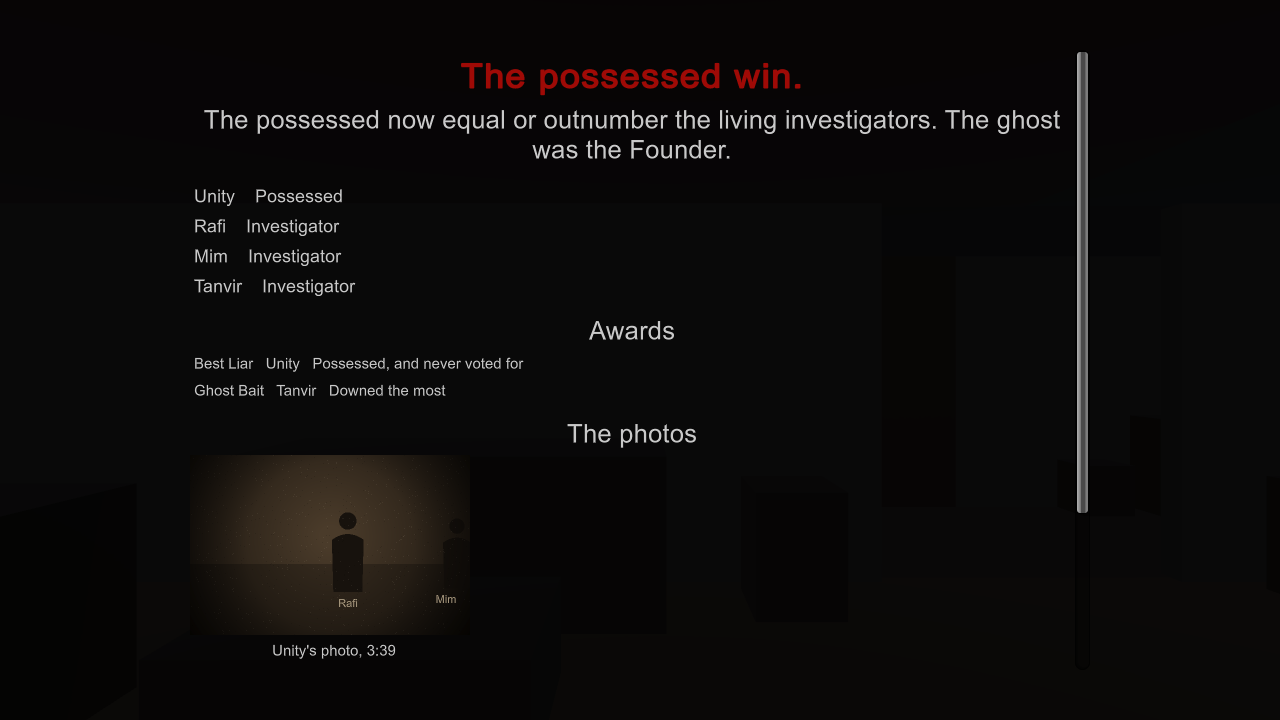 The possessed win.
The possessed now equal or outnumber the living investigators. The ghost
was the Founder.
Unity Possessed
Rafi Investigator
Mim Investigator
Tanvir Investigator
Awards
Best Liar Unity Possessed, and never voted for
Ghost Bait Tanvir Downed the most
The photos
Rafi
Mim
Unity's photo, 3:39